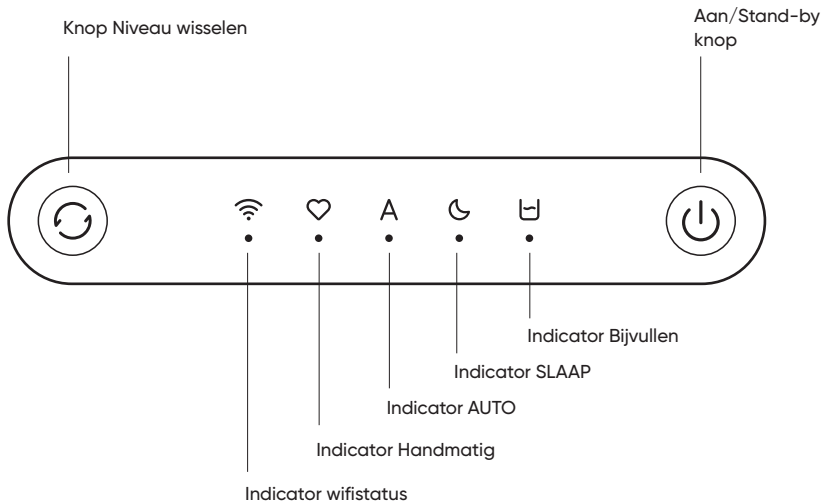 Knop Niveau wisselen
Aan/Stand-by
knop
A
Indicator Bijvullen
Indicator SLAAP
Indicator AUTO
Indicator Handmatig
Indicator wifistatus